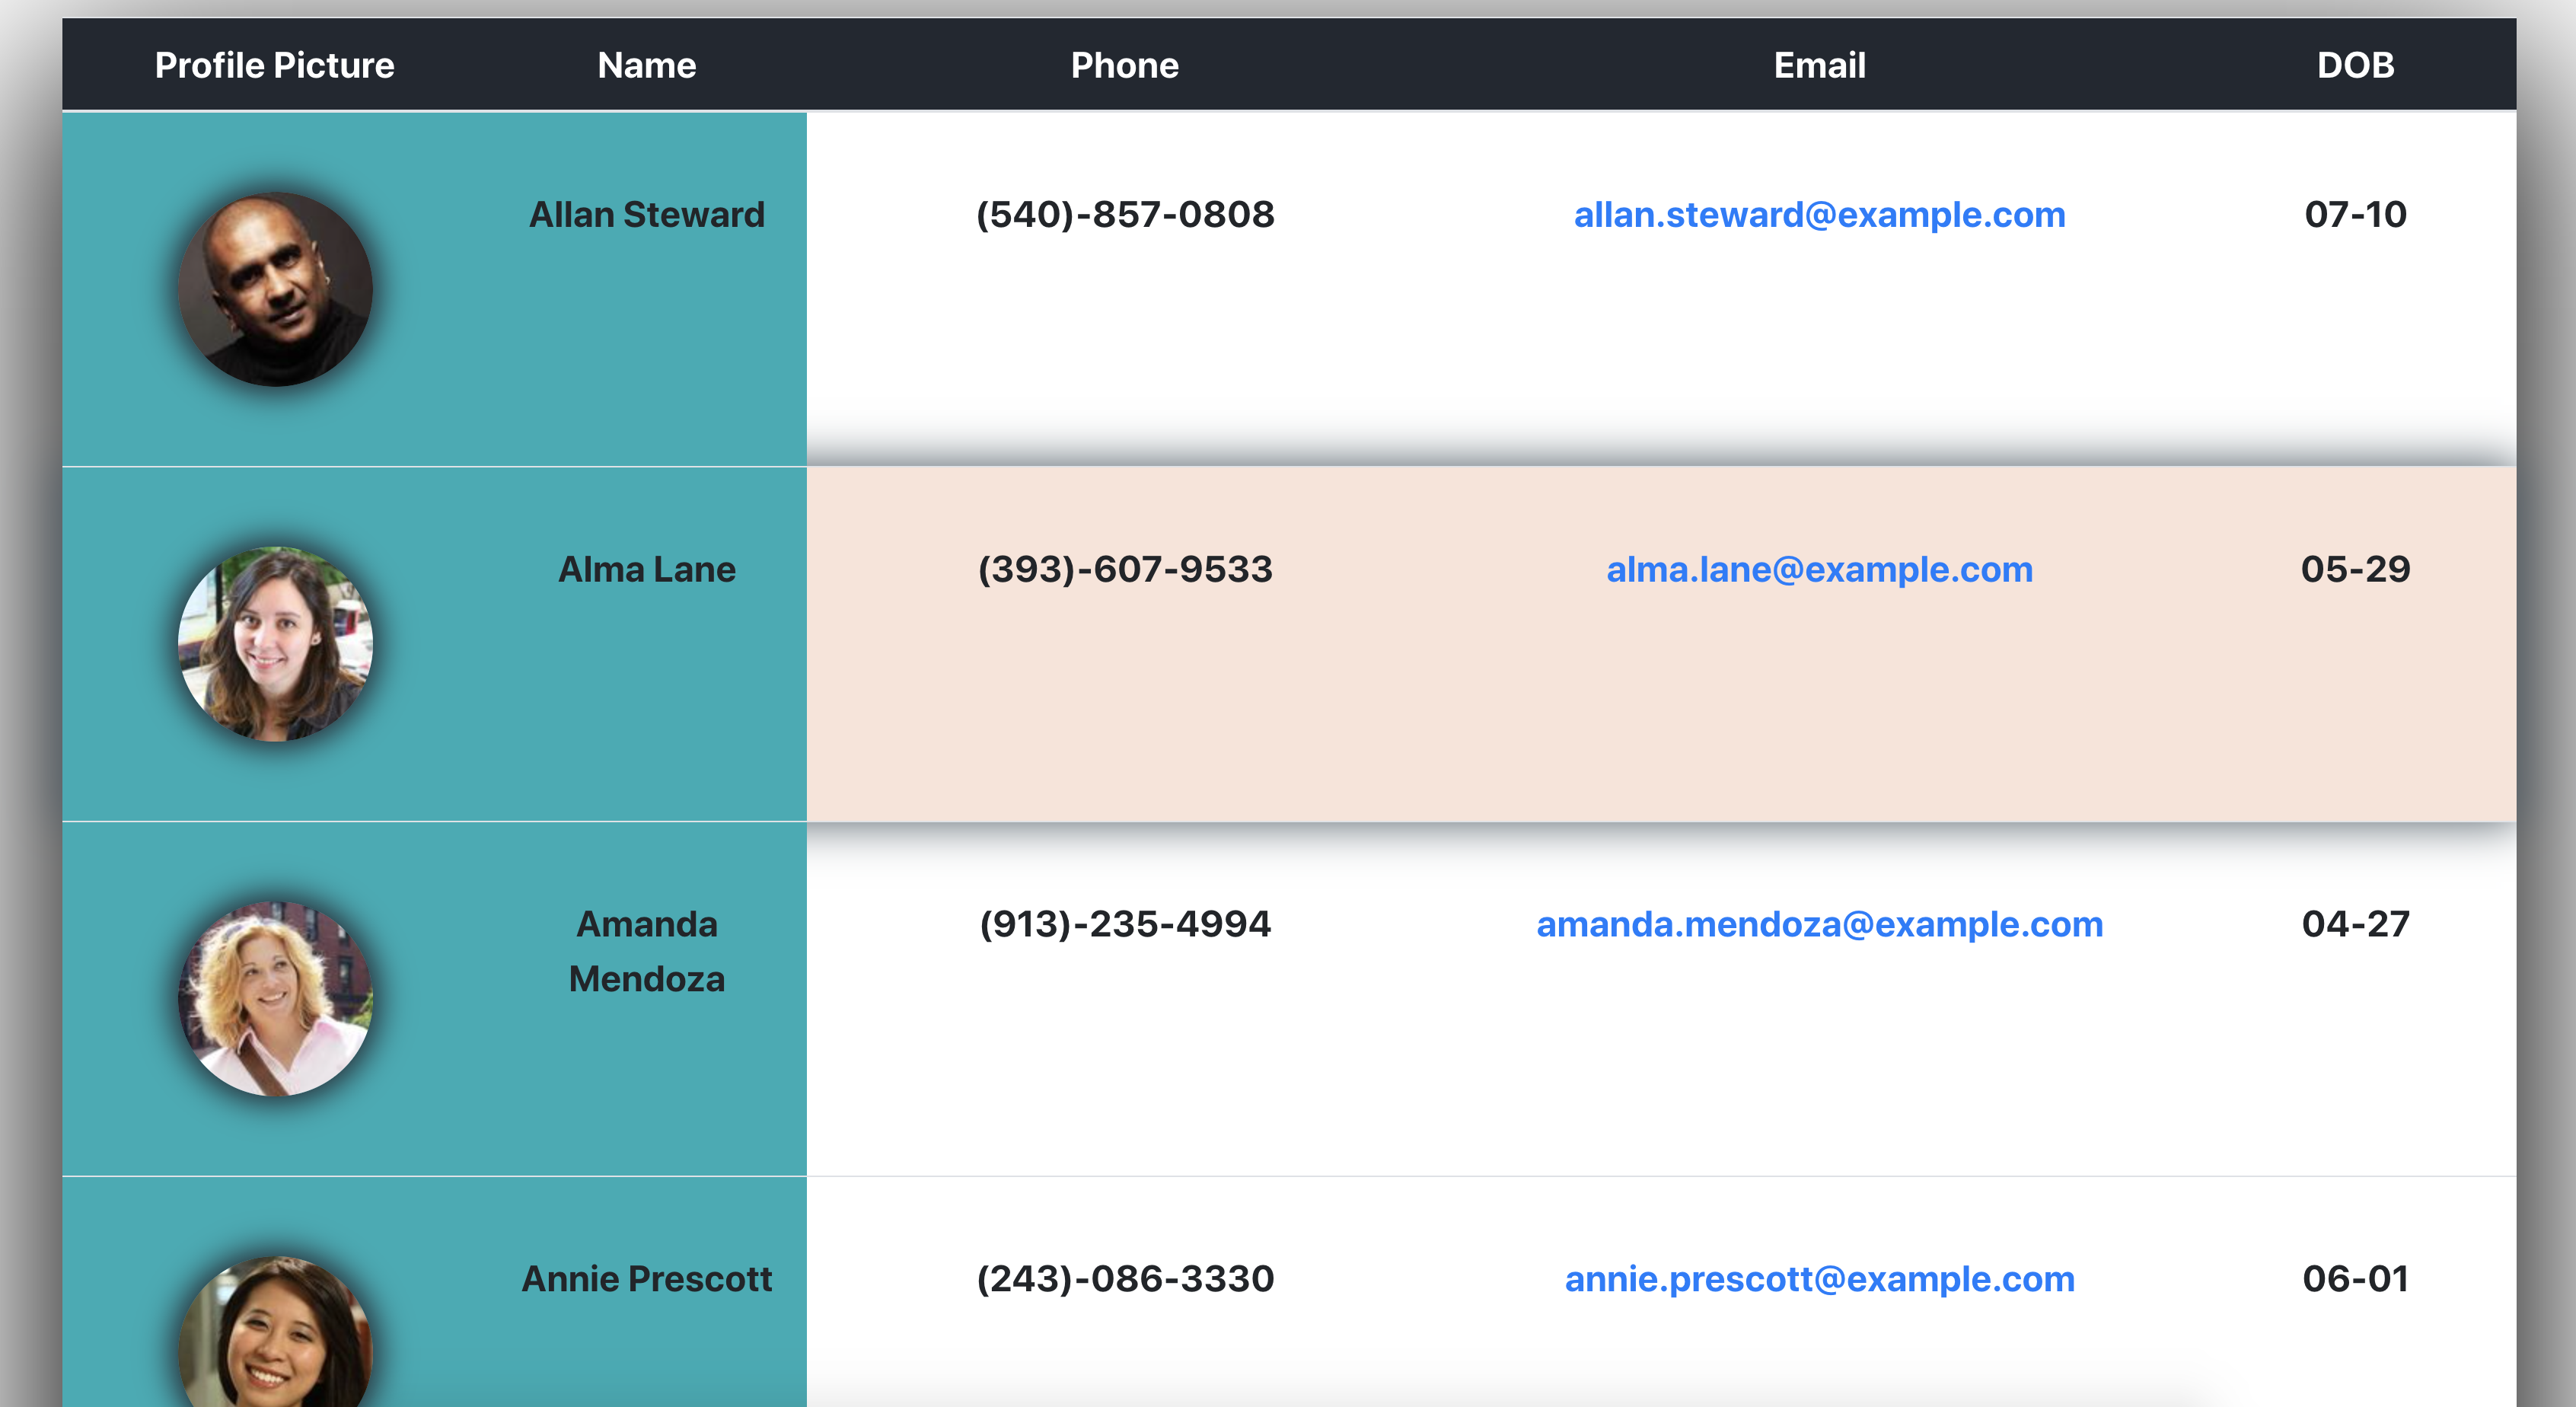 Profile Picture Name Phone Email DOB
Allan Steward (540)-857-0808 allan.steward@example.com 07-10
Alma Lane (393)-607-9533 alma.lane@example.com 05-29
Amanda (913)-235-4994 amanda.mendoza@example.com 04-27
Mendoza
Annie Prescott (243)-086-3330 annie.prescott@example.com 06-01